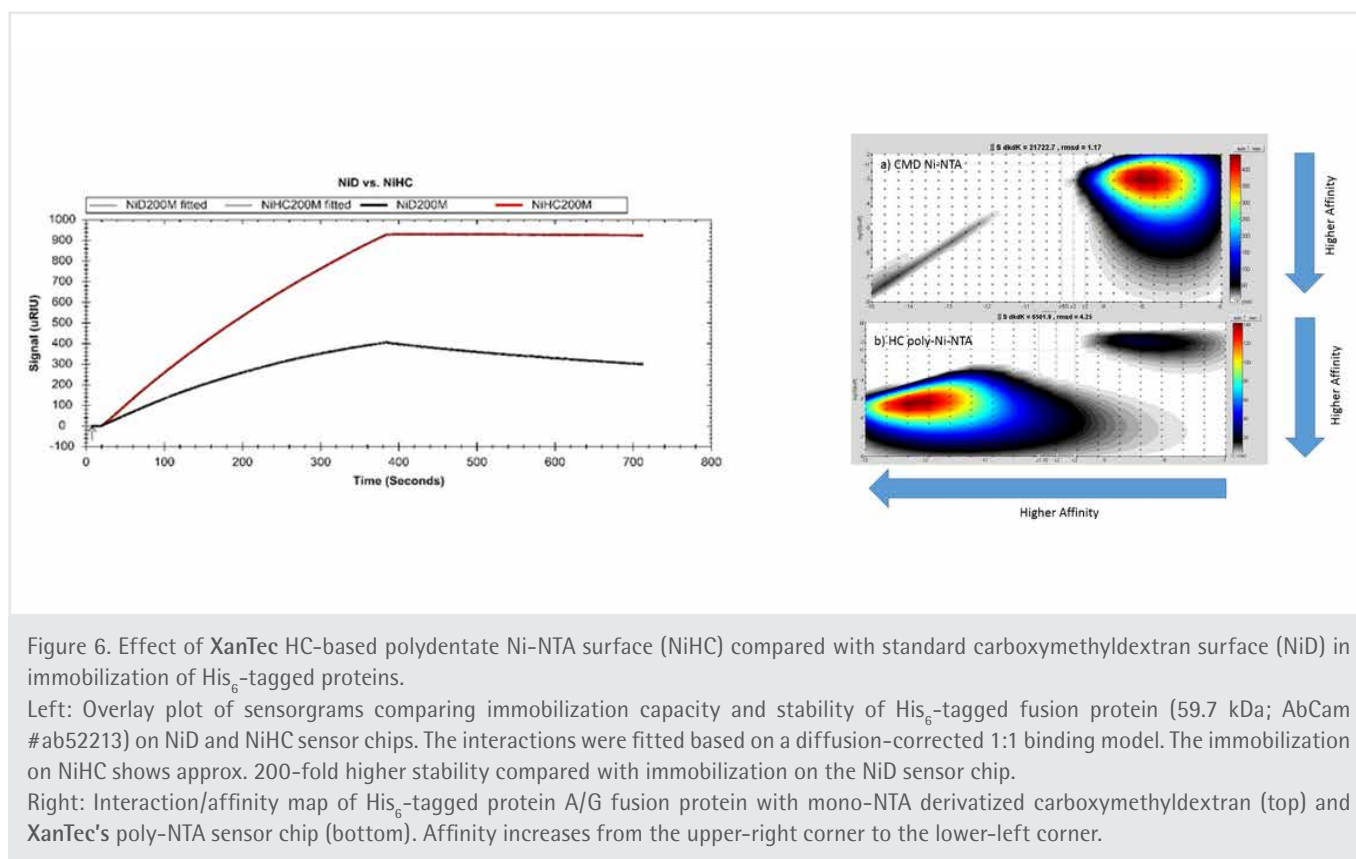 NiD vs. NiHC
NiD200M fitted NiHC200M fitted NiD200M NiHC200M
1000
900
800
700
600
500
400
300
200
100
0
-100
Signal (uRIU)
0 100 200 300 400 500 600 700 800
Time (Seconds)
a) CMD Ni-NTA
b) HC poly-Ni-NTA
Higher Affinity
Higher Affinity
Higher Affinity
Figure 6. Effect of XanTec HC-based polydentate Ni-NTA surface (NiHC) compared with standard carboxymethyldextran surface (NiD) in
immobilization of His6-tagged proteins.
Left: Overlay plot of sensorgrams comparing immobilization capacity and stability of His6-tagged fusion protein (59.7 kDa; AbCam
#ab52213) on NiD and NiHC sensor chips. The interactions were fitted based on a diffusion-corrected 1:1 binding model. The immobilization
on NiHC shows approx. 200-fold higher stability compared with immobilization on the NiD sensor chip.
Right: Interaction/affinity map of His6-tagged protein A/G fusion protein with mono-NTA derivatized carboxymethyldextran (top) and
XanTec's poly-NTA sensor chip (bottom). Affinity increases from the upper-right corner to the lower-left corner.